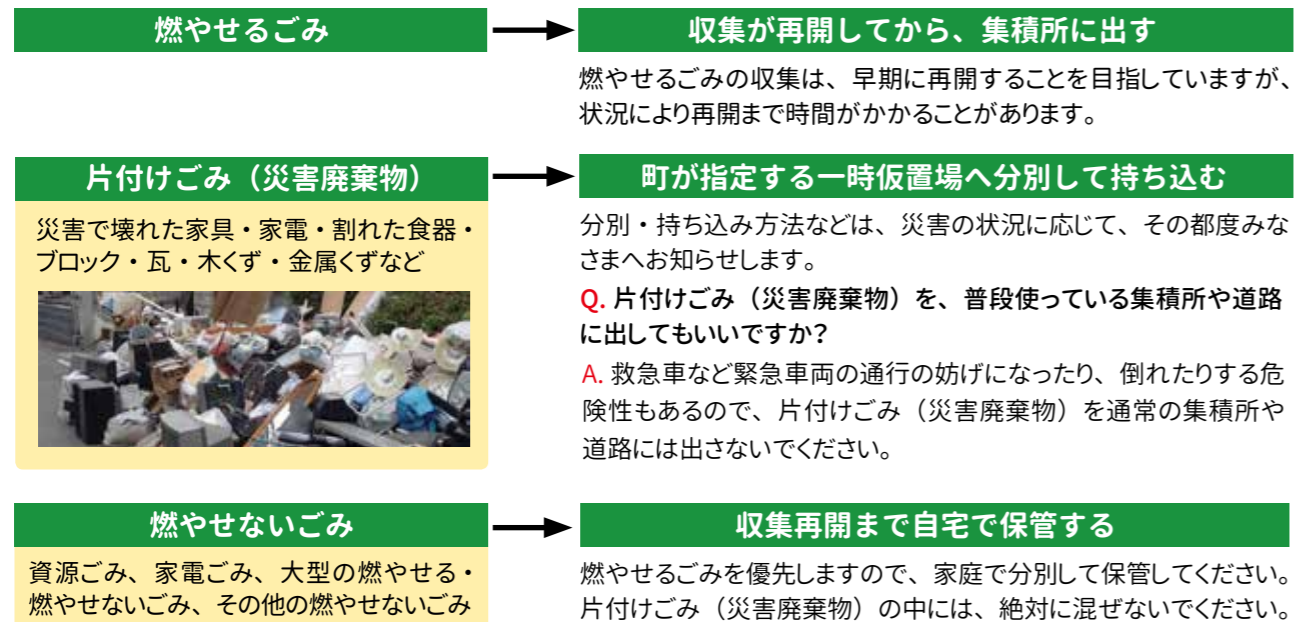 燃やせるごみ
収集が再開してから、集積所に出す
燃やせるごみの収集は、早期に再開することを目指していますが、
状況により再開まで時間がかかることがあります。
片付けごみ（災害廃棄物）
災害で壊れた家具・家電・割れた食器・
ブロック・瓦・木くず・金属くずなど
町が指定する一時仮置場へ分別して持ち込む
分別・持ち込み方法などは、災害の状況に応じて、その都度みな
さまへお知らせします。
Q. 片付けごみ（災害廃棄物）を、普段使っている集積所や道路
に出してもいいですか？
A. 救急車など緊急車両の通行の妨げになったり、倒れたりする危
険性もあるので、片付けごみ（災害廃棄物）を通常の集積所や
道路には出さないでください。
燃やせないごみ
資源ごみ、家電ごみ、大型の燃やせる・
燃やせないごみ、その他の燃やせないごみ
収集再開まで自宅で保管する
燃やせるごみを優先しますので、家庭で分別して保管してください。
片付けごみ（災害廃棄物）の中には、絶対に混ぜないでください。